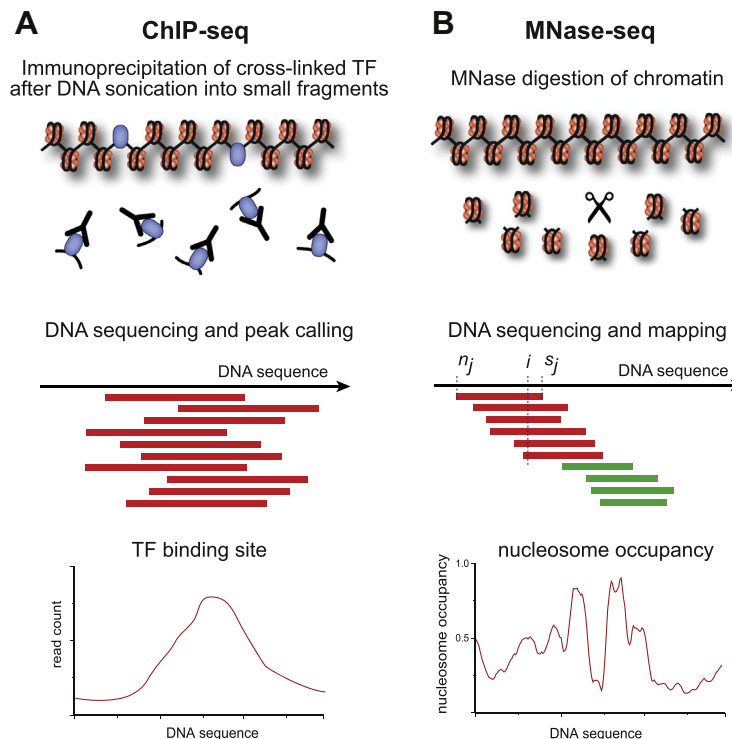 A
ChIP-seq
Immunoprecipitation of cross-linked TF
after DNA sonication into small fragments
DNA sequencing and peak calling
DNA sequence
TF binding site
read count
DNA sequence
B
MNase-seq
MNase digestion of chromatin
DNA sequencing and mapping
nj
i
sj
DNA sequence
nucleosome occupancy
1.0
0.5
nucleosome occupancy
DNA sequence